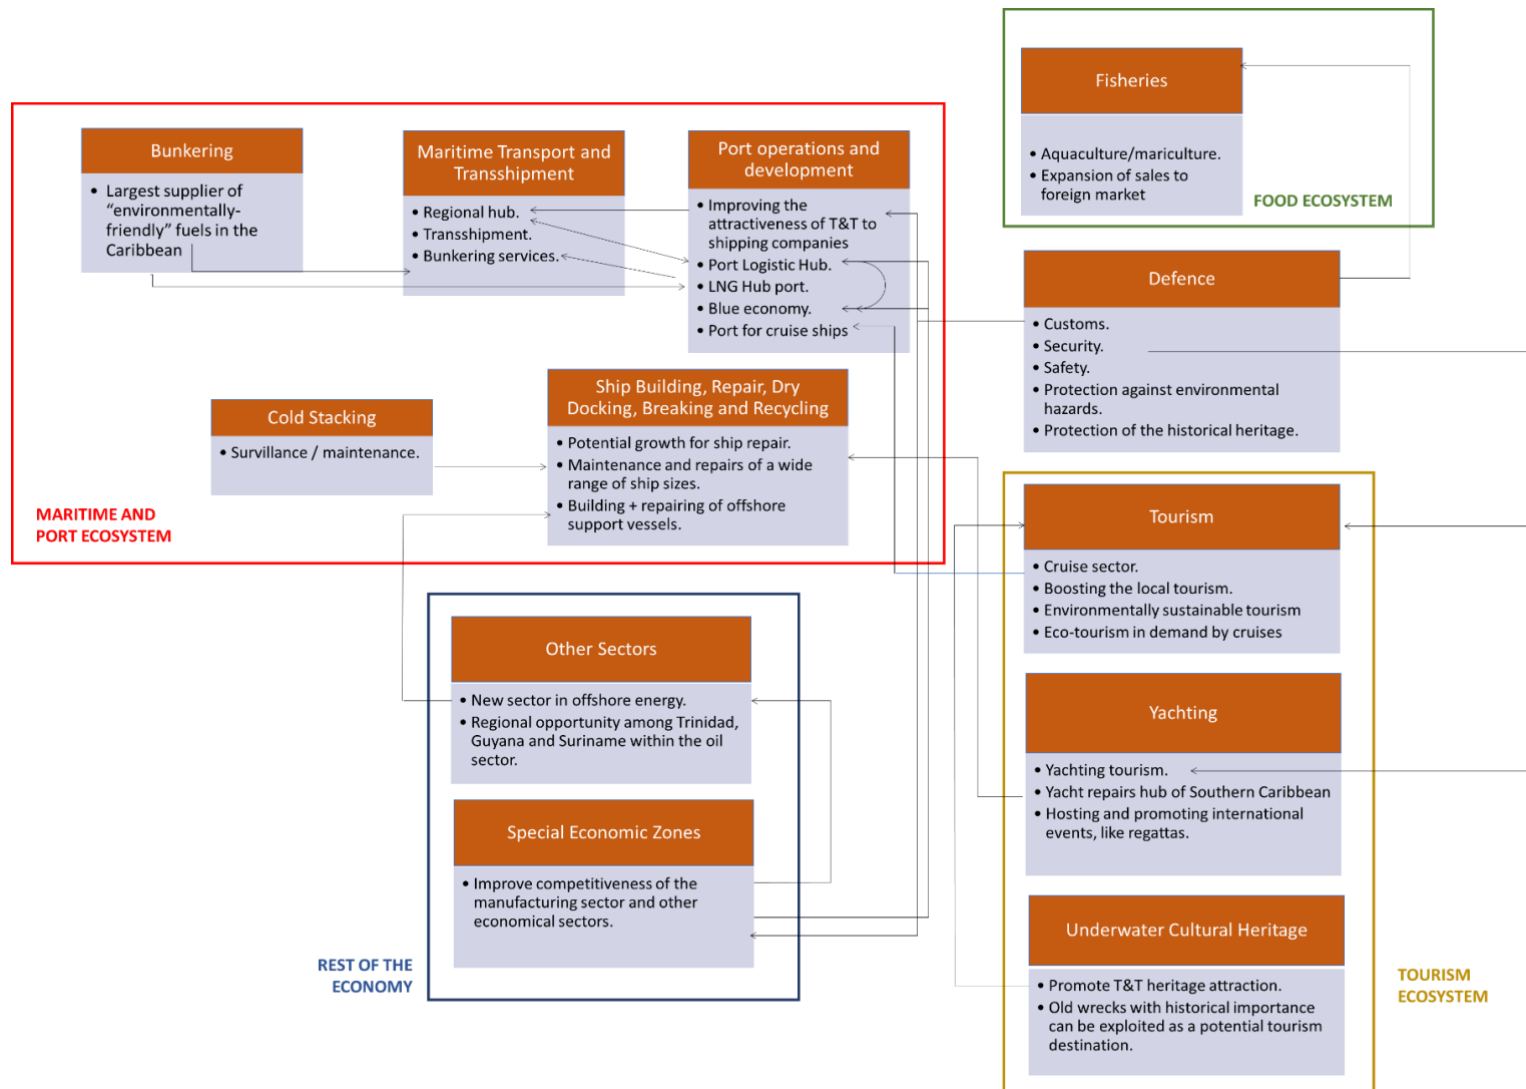 Bunkering
• Largest supplier of
“environmentally-
friendly” fuels in the
Caribbean
Maritime Transport and
Transshipment
• Regional hub.
• Transshipment.
• Bunkering services.
Port operations and
development
• Improving the
attractiveness of T&T to
shipping companies
• Port Logistic Hub.
• LNG Hub port.
• Blue economy.
• Port for cruise ships
Cold Stacking
• Survillance / maintenance.
Ship Building, Repair, Dry
Docking, Breaking and Recycling
• Potential growth for ship repair.
• Maintenance and repairs of a wide
range of ship sizes.
• Building + repairing of offshore
support vessels.
MARITIME AND
PORT ECOSYSTEM
Fisheries
• Aquaculture/mariculture.
• Expansion of sales to
foreign market
FOOD ECOSYSTEM
Defence
• Customs.
• Security.
• Safety.
• Protection against environmental
hazards.
• Protection of the historical heritage.
Other Sectors
• New sector in offshore energy.
• Regional opportunity among Trinidad,
Guyana and Suriname within the oil
sector.
Special Economic Zones
• Improve competitiveness of the
manufacturing sector and other
economical sectors.
REST OF THE
ECONOMY
Tourism
• Cruise sector.
• Boosting the local tourism.
• Environmentally sustainable tourism
• Eco-tourism in demand by cruises
Yachting
• Yachting tourism.
• Yacht repairs hub of Southern Caribbean
• Hosting and promoting international
events, like regattas.
Underwater Cultural Heritage
• Promote T&T heritage attraction.
• Old wrecks with historical importance
can be exploited as a potential tourism
destination.
TOURISM
ECOSYSTEM